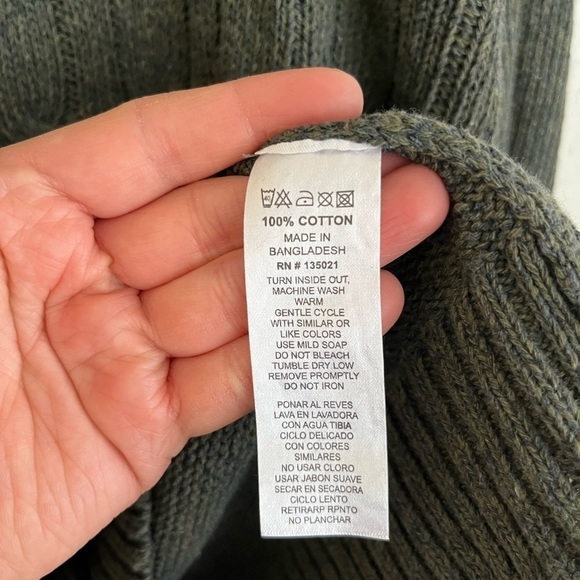 100% COTTON
MADE IN
BANGLADESH
RN # 135021
TURN INSIDE OUT,
MACHINE WASH
WARM
GENTLE CYCLE
WITH SIMILAR OR
LIKE COLORS
USE MILD SOAP
DO NOT BLEACH
TUMBLE DRY LOW
REMOVE PROMPTLY
DO NOT IRON
PONAR AL REVES
LAVA EN LAVADORA
CON AGUA TIBIA
CICLO DELICADO
CON COLORES
SIMILARES
NO USAR CLORO
USAR JABON SUAVE
SECAR EN SECADORA
CICLO LENTO
RETIRARP RPNTO
NO PLANCHAR